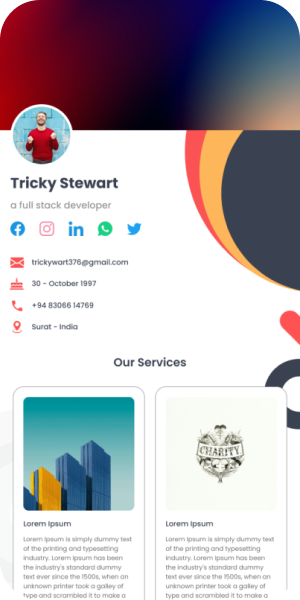 Tricky Stewart
a full stack developer
trickywart376@gmail.com
30 - October 1997
+94 83066 14769
Surat - India
Our Services
CHARITY
Lorem Ipsum
Lorem Ipsum is simply dummy text
of the printing and typesetting
industry. Lorem Ipsum has been
the industry's standard dummy
text ever since the 1500s, when an
unknown printer took a galley of
type and scrambled it to make a
Lorem Ipsum
Lorem Ipsum is simply dummy text
of the printing and typesetting
industry. Lorem Ipsum has been
the industry's standard dummy
text ever since the 1500s, when an
unknown printer took a galley of
type and scrambled it to make a